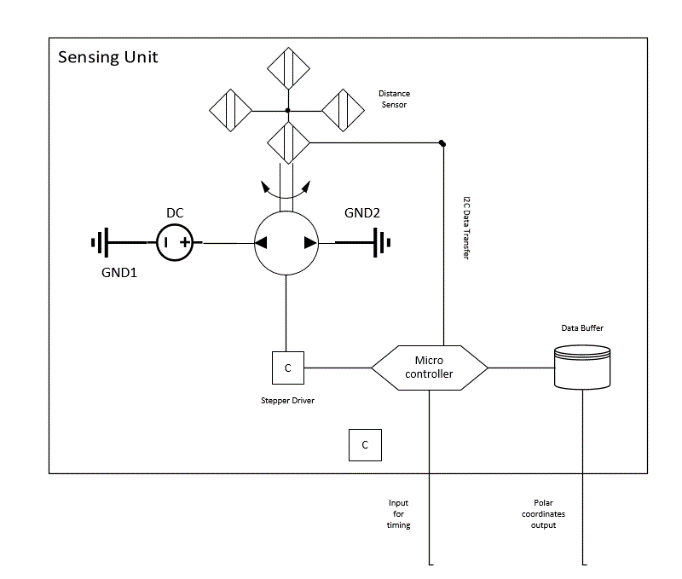 Sensing Unit
Distance
Sensor
DC
GND2
GND1
I2C Data Transfer
Data Buffer
Micro
controller
C
Stepper Driver
C
Input
for
timing
Polar
coordinates
output